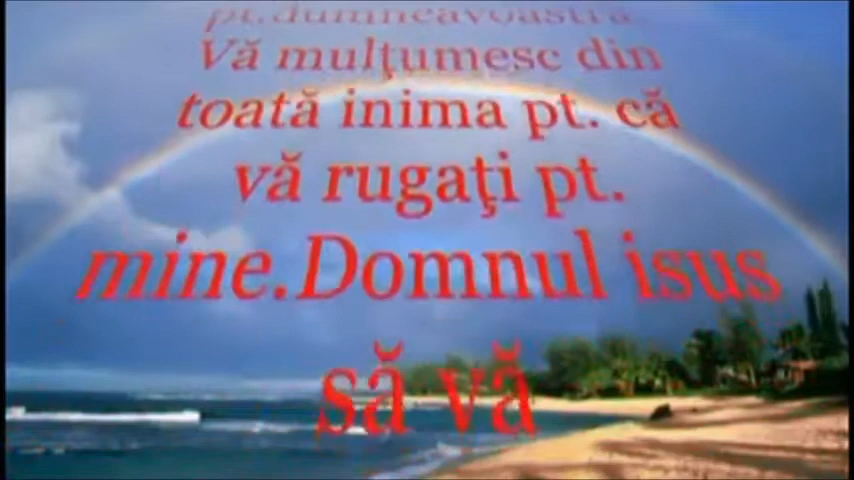 pt.dumneavoastră.
Vă mulţumesc din
toată inima pt. că
vă rugaţi pt.
mine.Domnul isus
să vă